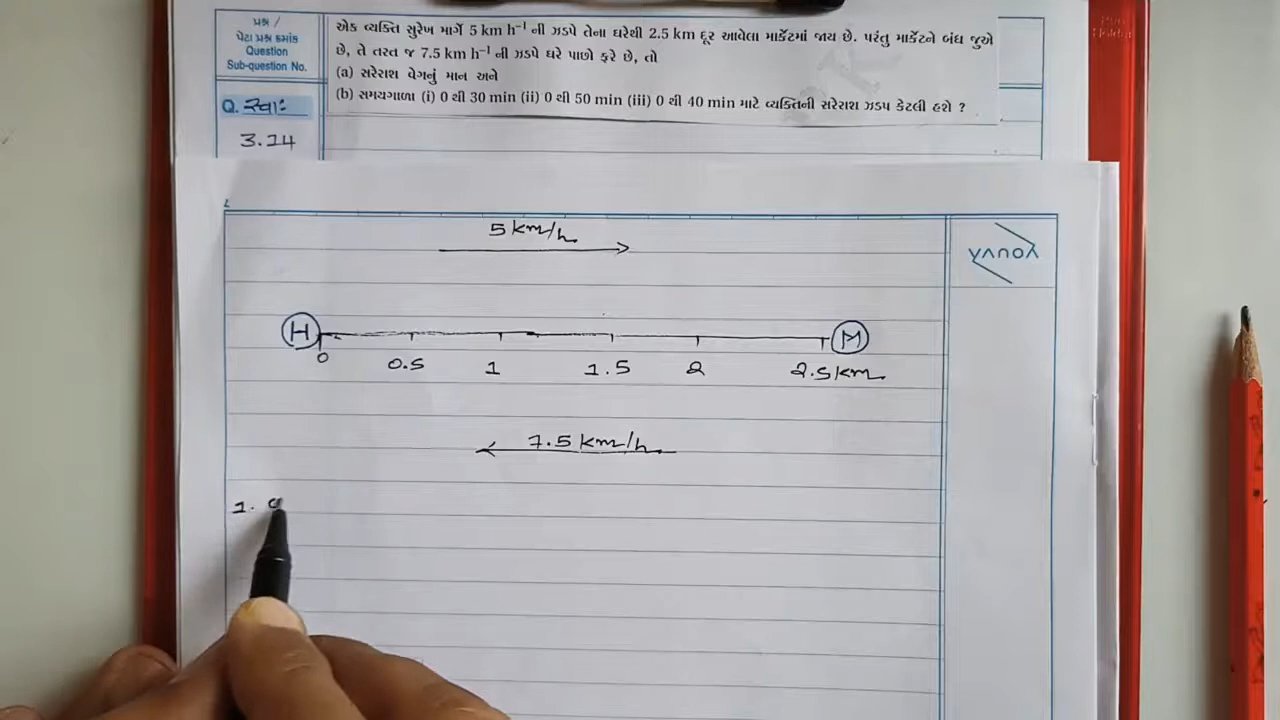 પ્રશ્ન /
પેટા પ્રશ્ન ક્રમાંક
Question
Sub-question No.
એક વ્યક્તિ સુરેખ માર્ગે 5 km h⁻¹ ની ઝડપે તેના ઘરેથી 2.5 km દૂર આવેલા માર્કેટમાં જાય છે. પરંતુ માર્કેટને બંધ જુએ
છે, તે તરત જ 7.5 km h⁻¹ ની ઝડપે ઘરે પાછો ફરે છે, તો
(a) સરેરાશ વેગનું માન અને
(b) સમયગાળા (i) 0 થી 30 min (ii) 0 થી 50 min (iii) 0 થી 40 min માટે વ્યક્તિની સરેરાશ ઝડપ કેટલી હશે ?
Q. સ્વાઃ
3.14
5 km/h
YOUVA
H M
0 0.5 1 1.5 2 2.5 km
7.5 km/h
1.